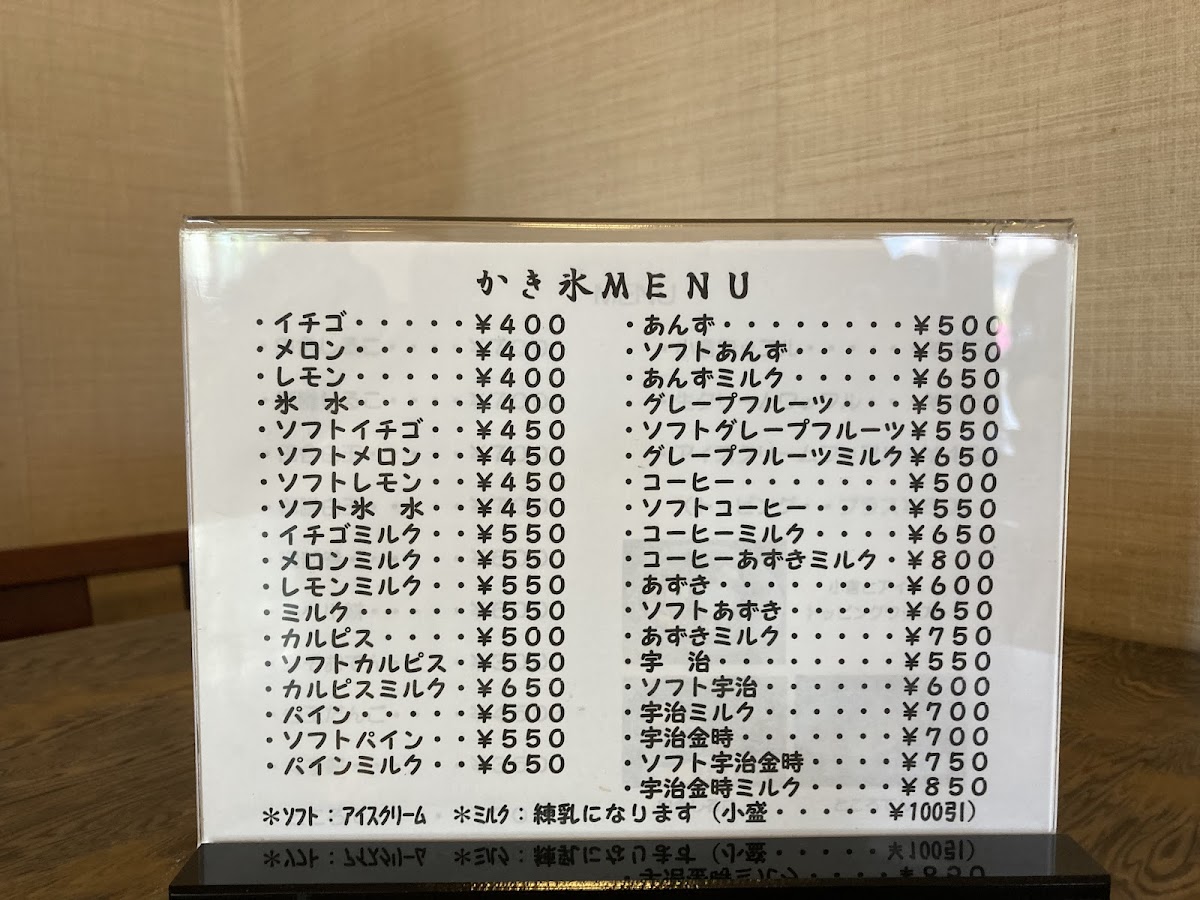 かき氷MENU
・イチゴ・・・・・¥400
・メロン・・・・・¥400
・レモン・・・・・¥400
・氷　水・・・・・¥400
・ソフトイチゴ・・¥450
・ソフトメロン・・¥450
・ソフトレモン・・¥450
・ソフト氷　水・・¥450
・イチゴミルク・・¥550
・メロンミルク・・¥550
・レモンミルク・・¥550
・ミルク・・・・・¥550
・カルピス・・・・¥500
・ソフトカルピス・¥550
・カルピスミルク・¥650
・パイン・・・・・¥500
・ソフトパイン・・¥550
・パインミルク・・¥650
・あんず・・・・・・・・¥500
・ソフトあんず・・・・・¥550
・あんずミルク・・・・・¥650
・グレープフルーツ・・・¥500
・ソフトグレープフルーツ¥550
・グレープフルーツミルク¥650
・コーヒー・・・・・・・¥500
・ソフトコーヒー・・・・¥550
・コーヒーミルク・・・・¥650
・コーヒーあずきミルク・¥800
・あずき・・・・・・・・¥600
・ソフトあずき・・・・・¥650
・あずきミルク・・・・・¥750
・宇　治・・・・・・・・¥550
・ソフト宇治・・・・・・¥600
・宇治ミルク・・・・・・¥700
・宇治金時・・・・・・・¥700
・ソフト宇治金時・・・・¥750
・宇治金時ミルク・・・・¥850
＊ソフト：アイスクリーム　＊ミルク：練乳になります（小盛・・・・・¥100引）